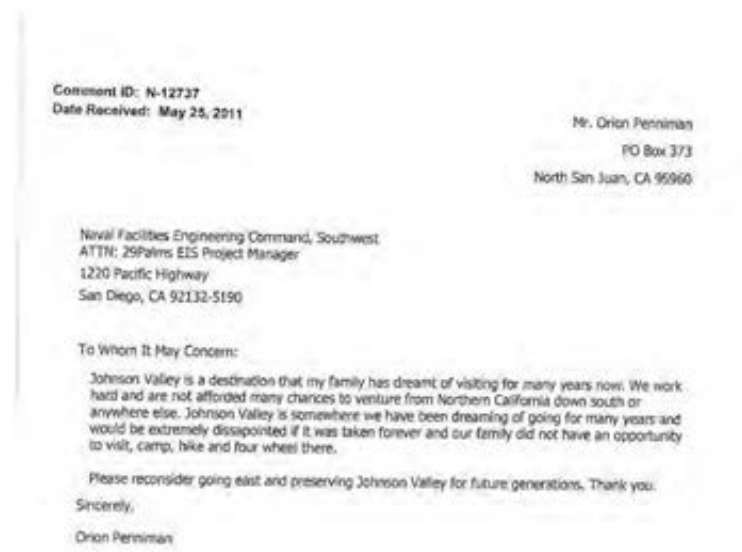 Comment ID: N-12737
Date Received: May 25, 2011
Mr. Orion Penniman
PO Box 373
North San Juan, CA 95960
Naval Facilities Engineering Command, Southwest
ATTN: 29Palms EIS Project Manager
1220 Pacific Highway
San Diego, CA 92132-5190
To Whom It May Concern:
Johnson Valley is a destination that my family has dreamt of visiting for many years now. We work
hard and are not afforded many chances to venture from Northern California down south or
anywhere else. Johnson Valley is somewhere we have been dreaming of going for many years and
would be extremely dissapointed if it was taken forever and our family did not have an opportunity
to visit, camp, hike and four wheel there.
Please reconsider going east and preserving Johnson Valley for future generations. Thank you.
Sincerely,
Orion Penniman